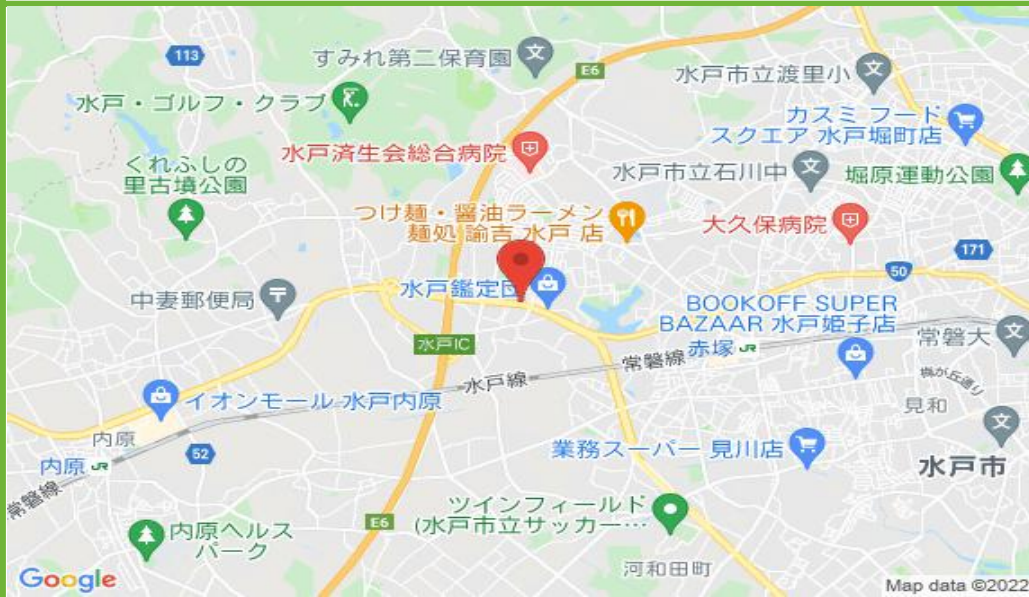 113
すみれ第二保育園
E6
水戸市立渡里小
水戸・ゴルフ・クラブ
カスミ フード
スクエア 水戸堀町店
水戸済生会総合病院
くれふしの
里古墳公園
水戸市立石川中
堀原運動公園
つけ麺・醤油ラーメン
麺処 諭吉 水戸 店
大久保病院
171
50
中妻郵便局
水戸鑑定団
BOOKOFF SUPER
BAZAAR 水戸姫子店
水戸IC
常磐線
赤塚 JR
常磐大
水戸線
梅が丘通り
イオンモール 水戸内原
見和
内原
52
内原 JR
業務スーパー 見川店
水戸市
常磐線
ツインフィールド
(水戸市立サッカー…
E6
内原ヘルス
パーク
河和田町
Google
Map data ©2022